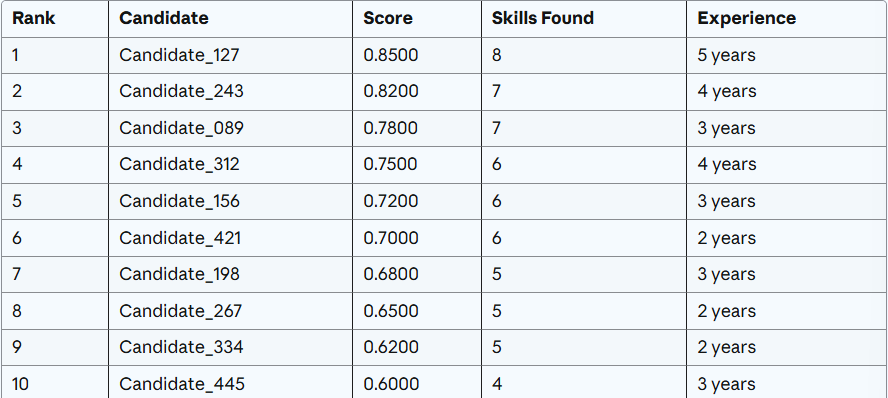 Rank Candidate Score Skills Found Experience
1 Candidate_127 0.8500 8 5 years
2 Candidate_243 0.8200 7 4 years
3 Candidate_089 0.7800 7 3 years
4 Candidate_312 0.7500 6 4 years
5 Candidate_156 0.7200 6 3 years
6 Candidate_421 0.7000 6 2 years
7 Candidate_198 0.6800 5 3 years
8 Candidate_267 0.6500 5 2 years
9 Candidate_334 0.6200 5 2 years
10 Candidate_445 0.6000 4 3 years